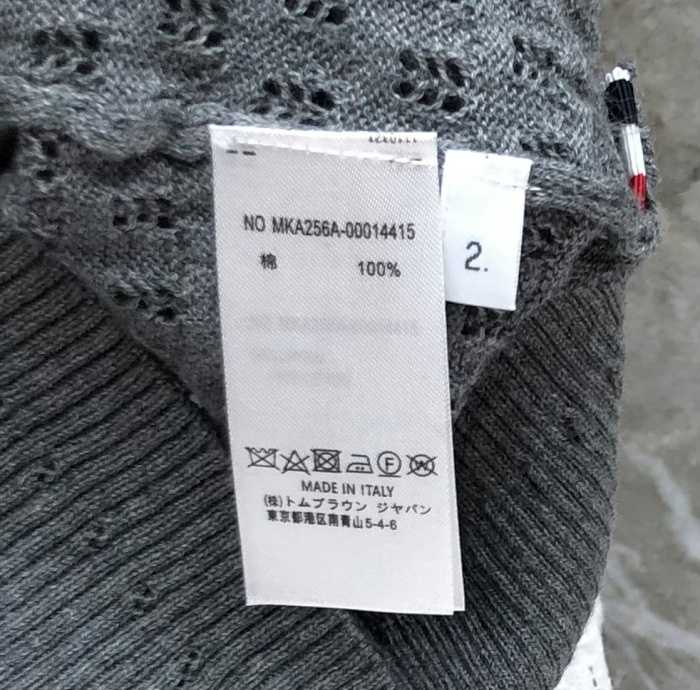 NO MKA256A-00014415
棉 100%
2.
F W
MADE IN ITALY
(株)トムブラウン ジャパン
東京都港区南青山5-4-6